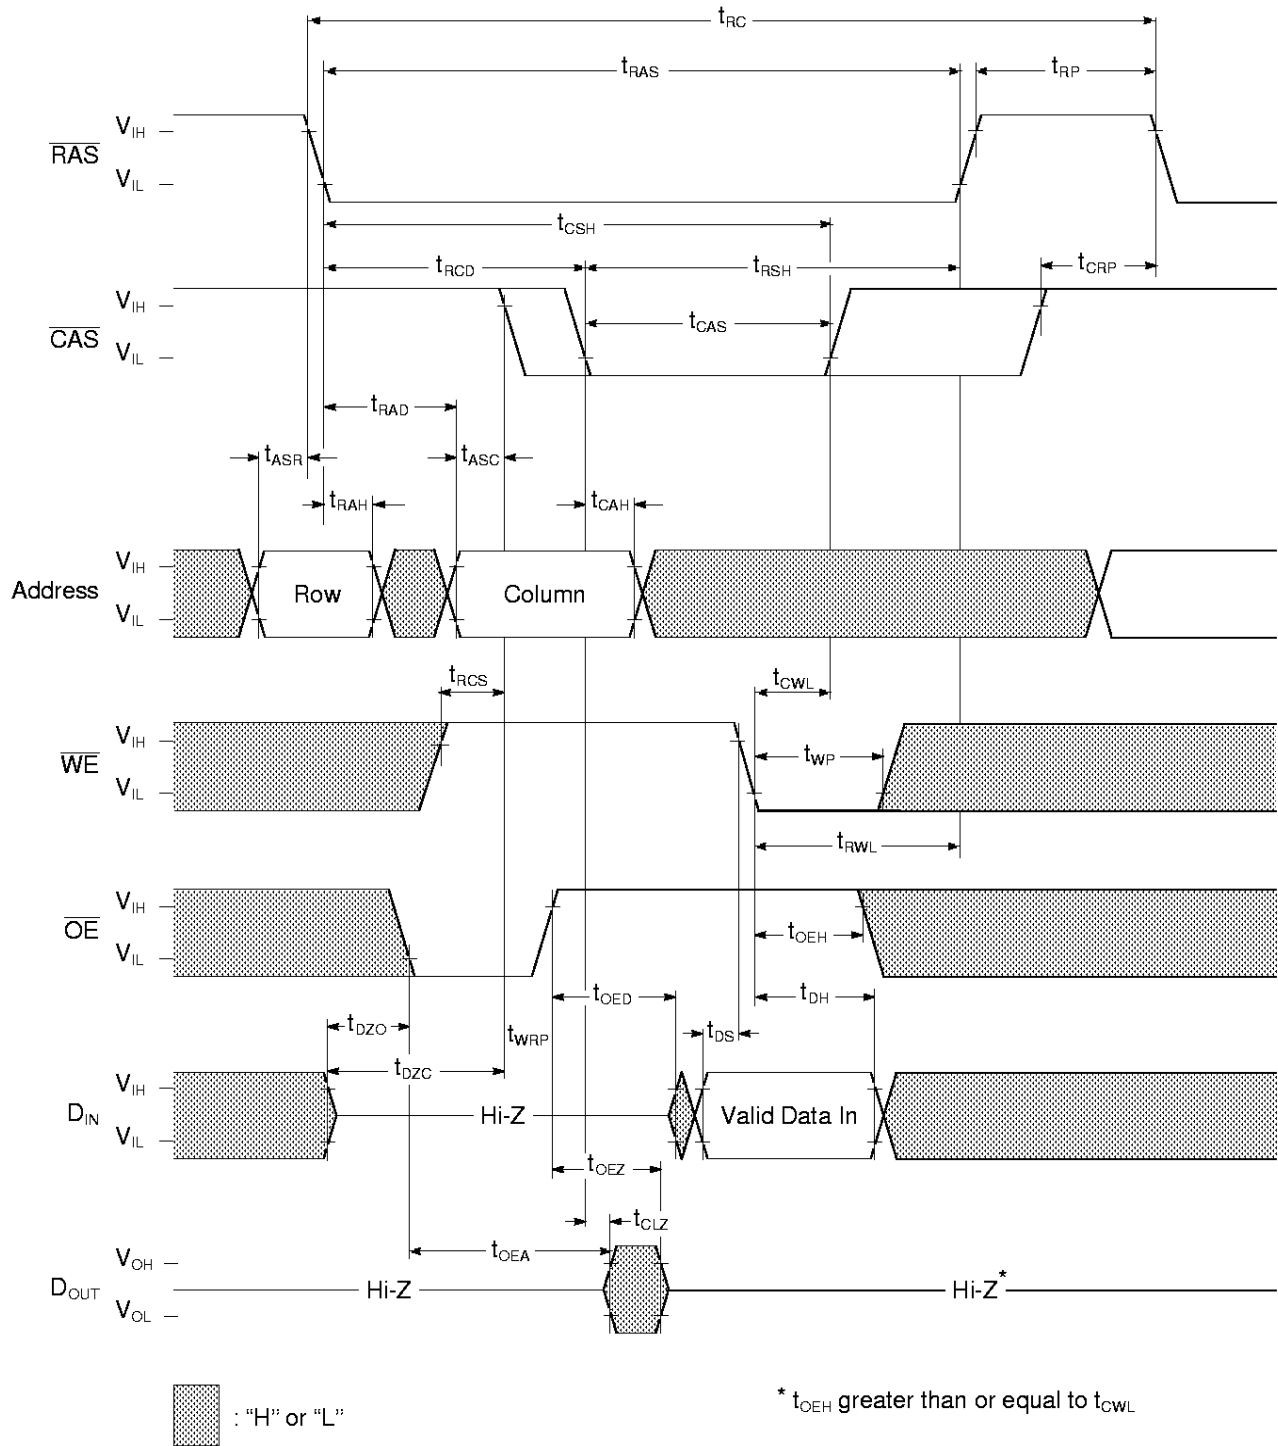 tRC
tRAS
tRP
VIH
RAS
VIL
tCSH
tRCD
tRSH
tCRP
VIH
CAS
tCAS
VIL
tRAD
tASR
tASC
tRAH
tCAH
VIH
Address
Row
Column
VIL
tRCS
tCWL
VIH
WE
tWP
VIL
tRWL
VIH
OE
tOEH
VIL
tOED
tDH
tDZO
tWRP
tDS
tDZC
VIH
DIN
Hi-Z
Valid Data In
VIL
tOEZ
tCLZ
tOEA
VOH
DOUT
Hi-Z
Hi-Z*
VOL
: “H” or “L”
* tOEH greater than or equal to tCWL